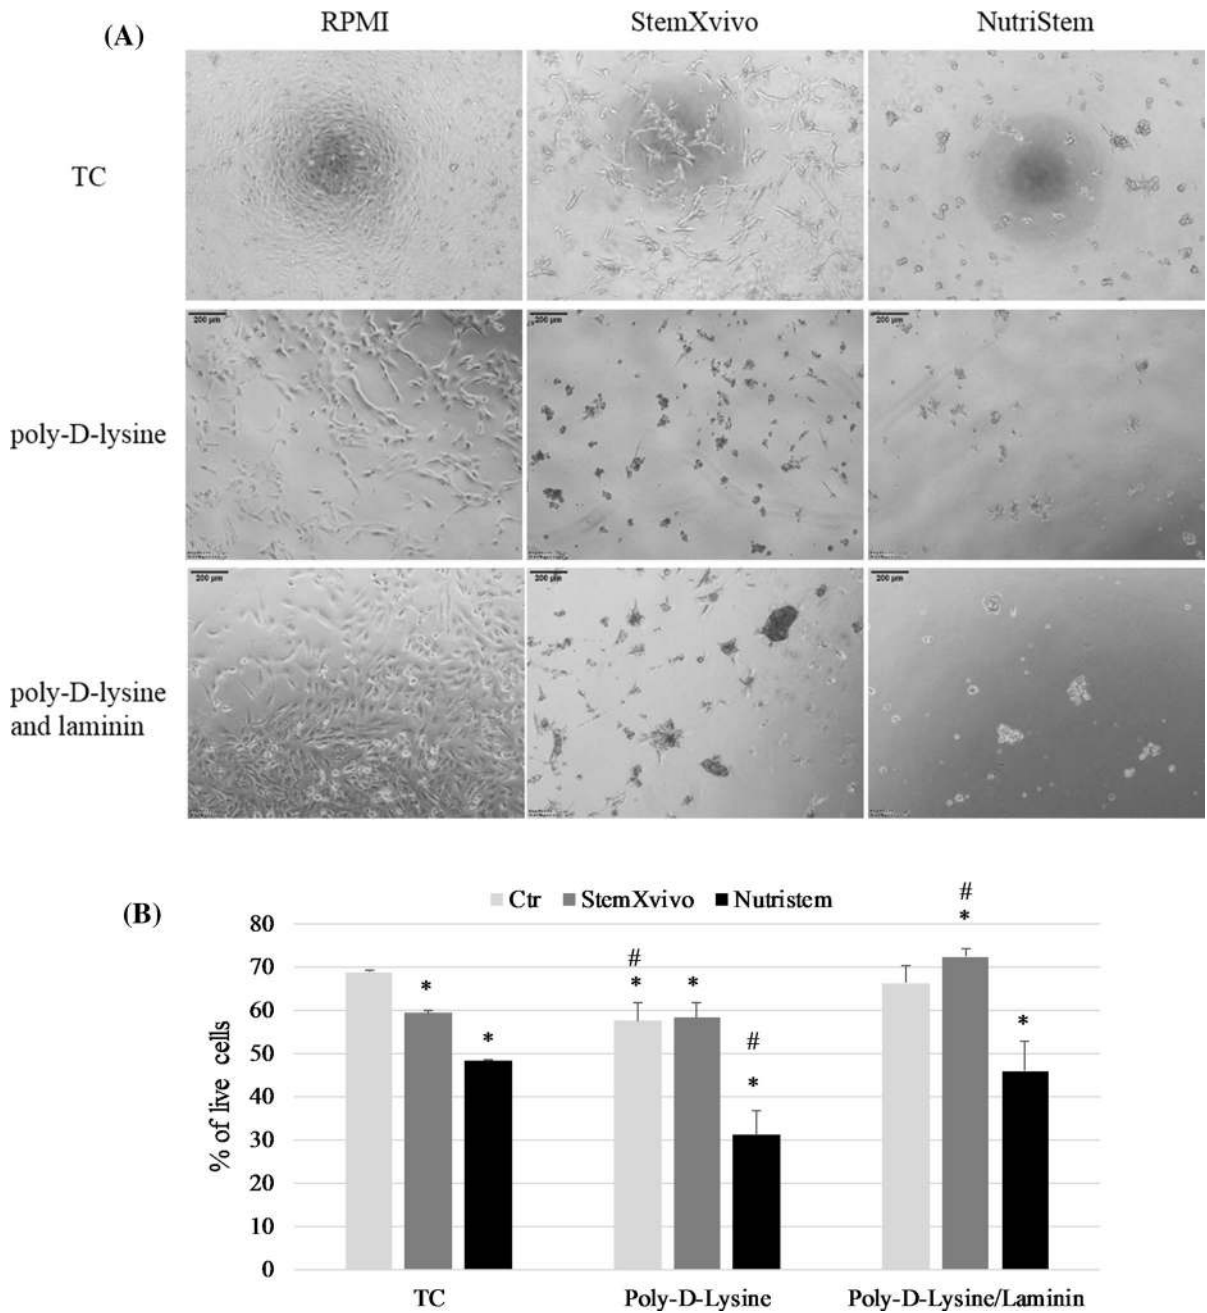 (A)
RPMI
StemXvivo
NutriStem
TC
poly-D-lysine
200 µm
200 µm
200 µm
poly-D-lysine
and laminin
200 µm
200 µm
200 µm
(B)
Ctr
StemXvivo
Nutristem
% of live cells
80
70
60
50
40
30
20
10
0
*
*
#
*
*
#
*
#
*
*
TC
Poly-D-Lysine
Poly-D-Lysine/Laminin